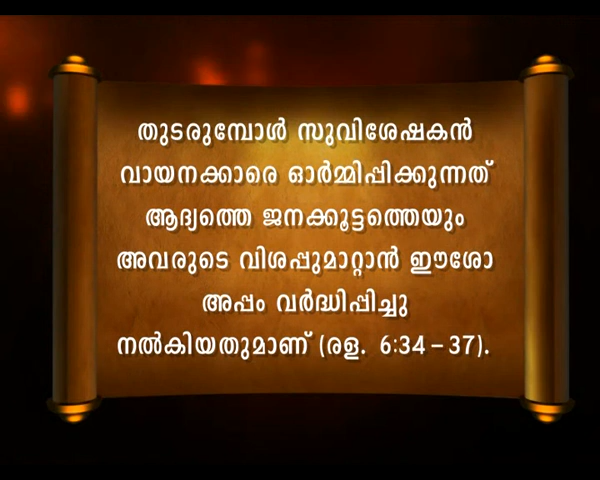 തുടരുമ്പോൾ സുവിശേഷകൻ
വായനക്കാരെ ഓർമ്മിപ്പിക്കുന്നത്
ആദ്യത്തെ ജനക്കൂട്ടത്തെയും
അവരുടെ വിശപ്പുമാറ്റാൻ ഈശോ
അപ്പം വർദ്ധിപ്പിച്ചു
നൽകിയതുമാണ് (രള. 6:34 – 37).